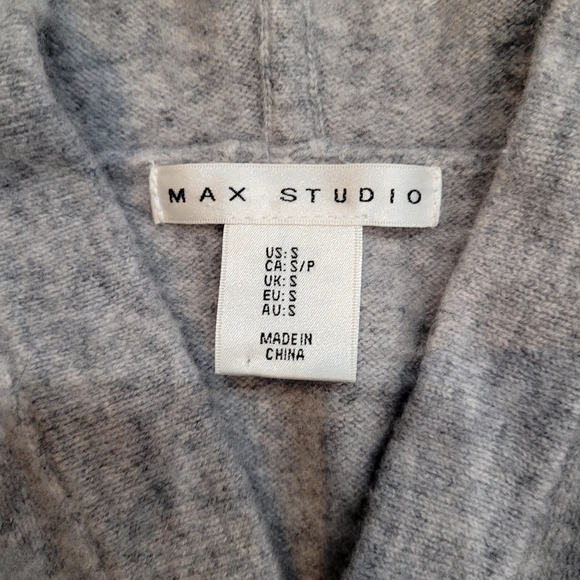 MAX STUDIO
US: S
CA: S/P
UK: S
EU: S
AU: S
MADE IN
CHINA